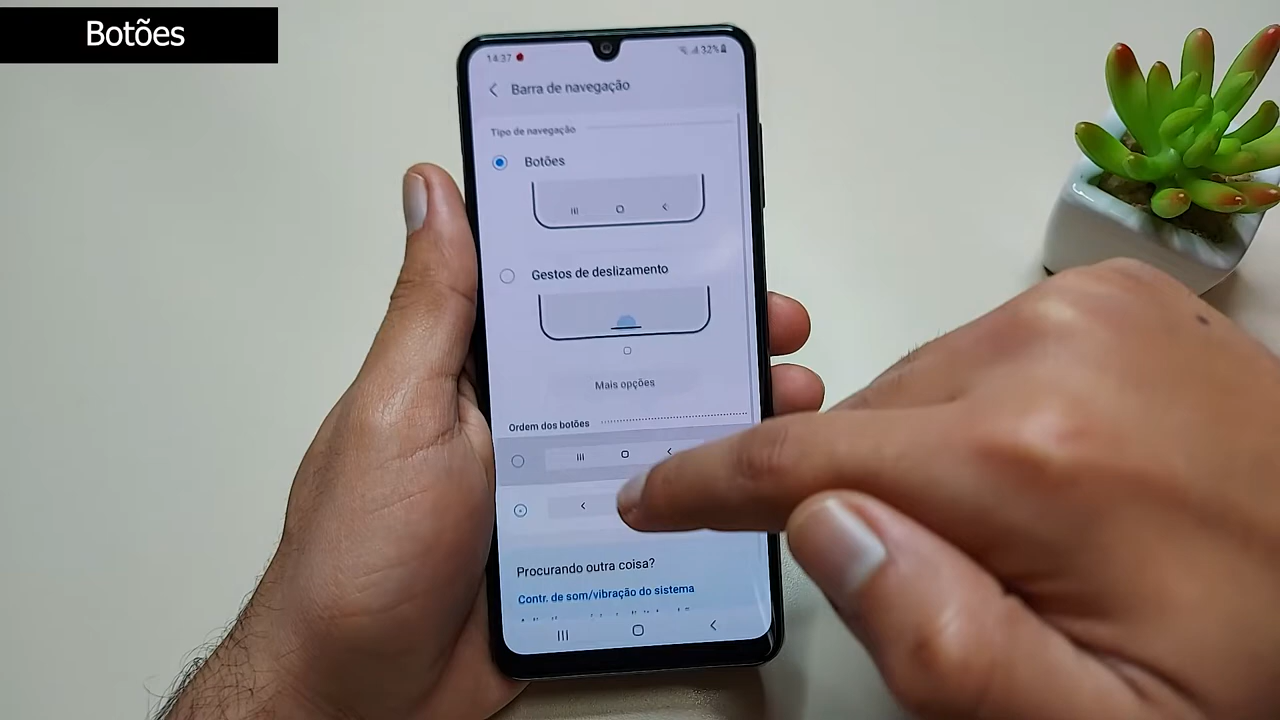 Botões
14:37
32%
Barra de navegação
Tipo de navegação
Botões
Gestos de deslizamento
Mais opções
Ordem dos botões
Procurando outra coisa?
Contr. de som/vibração do sistema